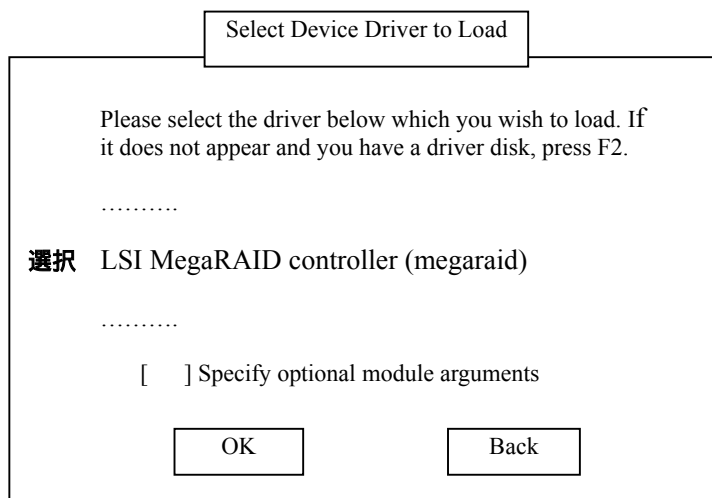 Select Device Driver to Load
Please select the driver below which you wish to load. If
it does not appear and you have a driver disk, press F2.
……….
選択 LSI MegaRAID controller (megaraid)
……….
[ ] Specify optional module arguments
OK Back